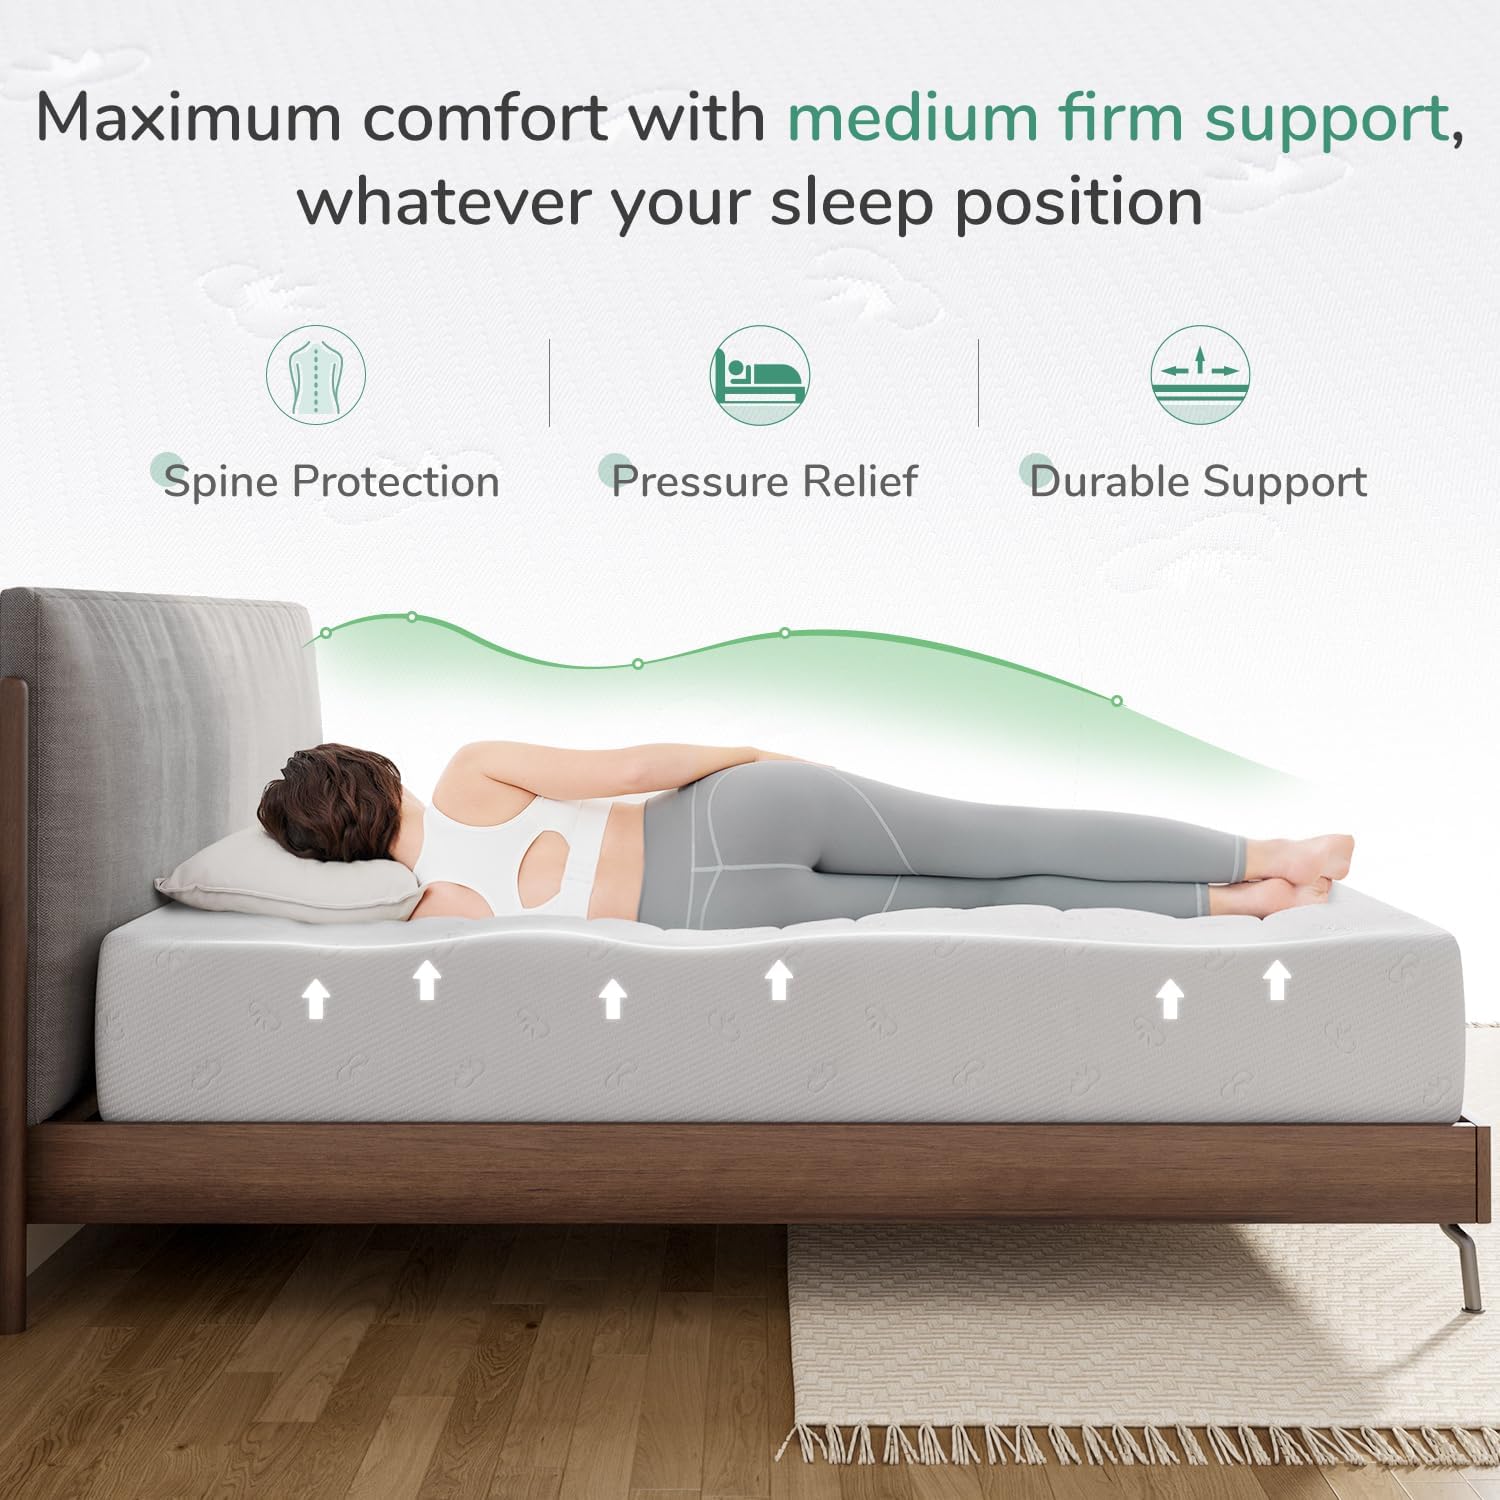 Maximum comfort with medium firm support,
whatever your sleep position
Spine Protection
Pressure Relief
Durable Support